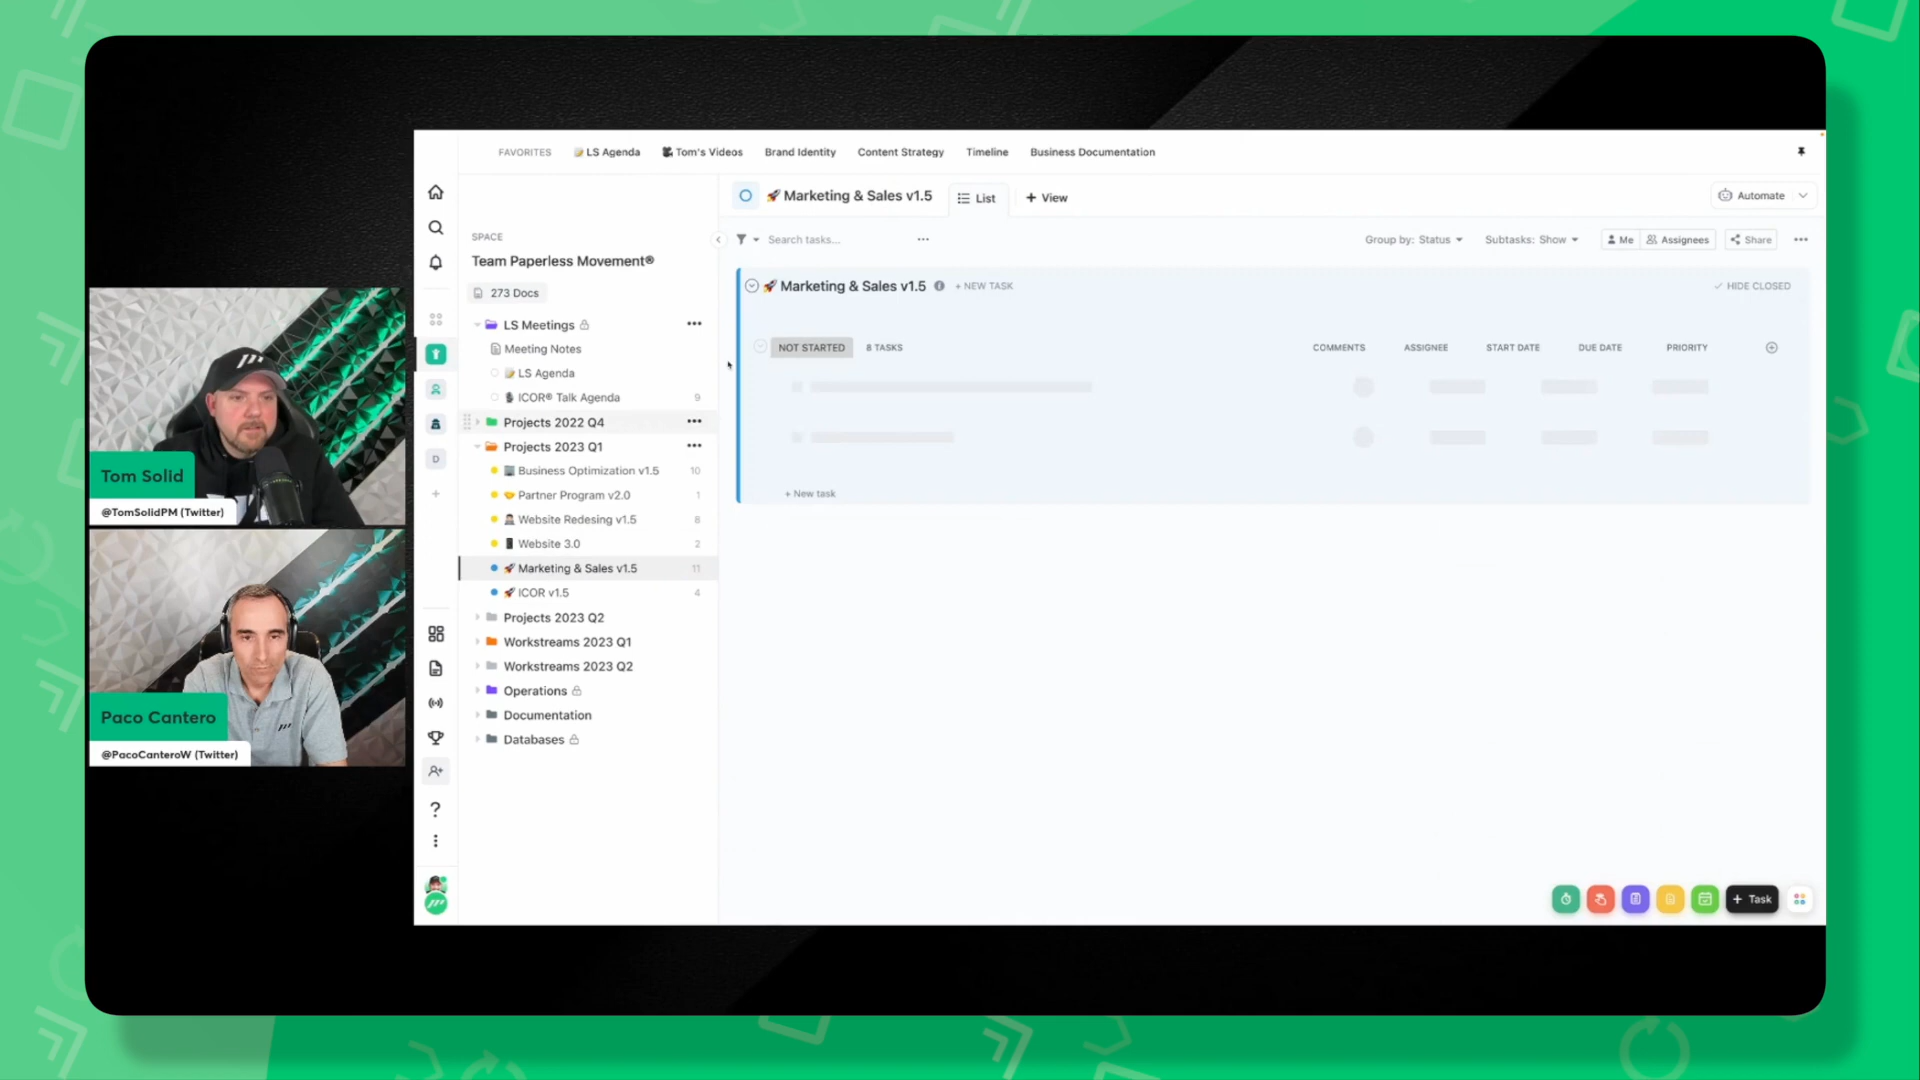 FAVORITES
📝 LS Agenda
Tom's Videos
Brand Identity
Content Strategy
Timeline
Business Documentation
SPACE
Team Paperless Movement®
273 Docs
LS Meetings
Meeting Notes
LS Agenda
ICOR® Talk Agenda 9
Projects 2022 Q4
Projects 2023 Q1
Business Optimization v1.5 10
Partner Program v2.0 1
Website Redesing v1.5 8
Website 3.0 2
Marketing & Sales v1.5 11
ICOR v1.5 4
Projects 2023 Q2
Workstreams 2023 Q1
Workstreams 2023 Q2
Operations
Documentation
Databases
D
Marketing & Sales v1.5
List
+ View
Automate
Search tasks...
Group by: Status
Subtasks: Show
Me
Assignees
Share
Marketing & Sales v1.5
+ NEW TASK
HIDE CLOSED
NOT STARTED
8 TASKS
COMMENTS
ASSIGNEE
START DATE
DUE DATE
PRIORITY
+ New task
+ Task
Tom Solid
@TomSolidPM (Twitter)
Paco Cantero
@PacoCanteroW (Twitter)